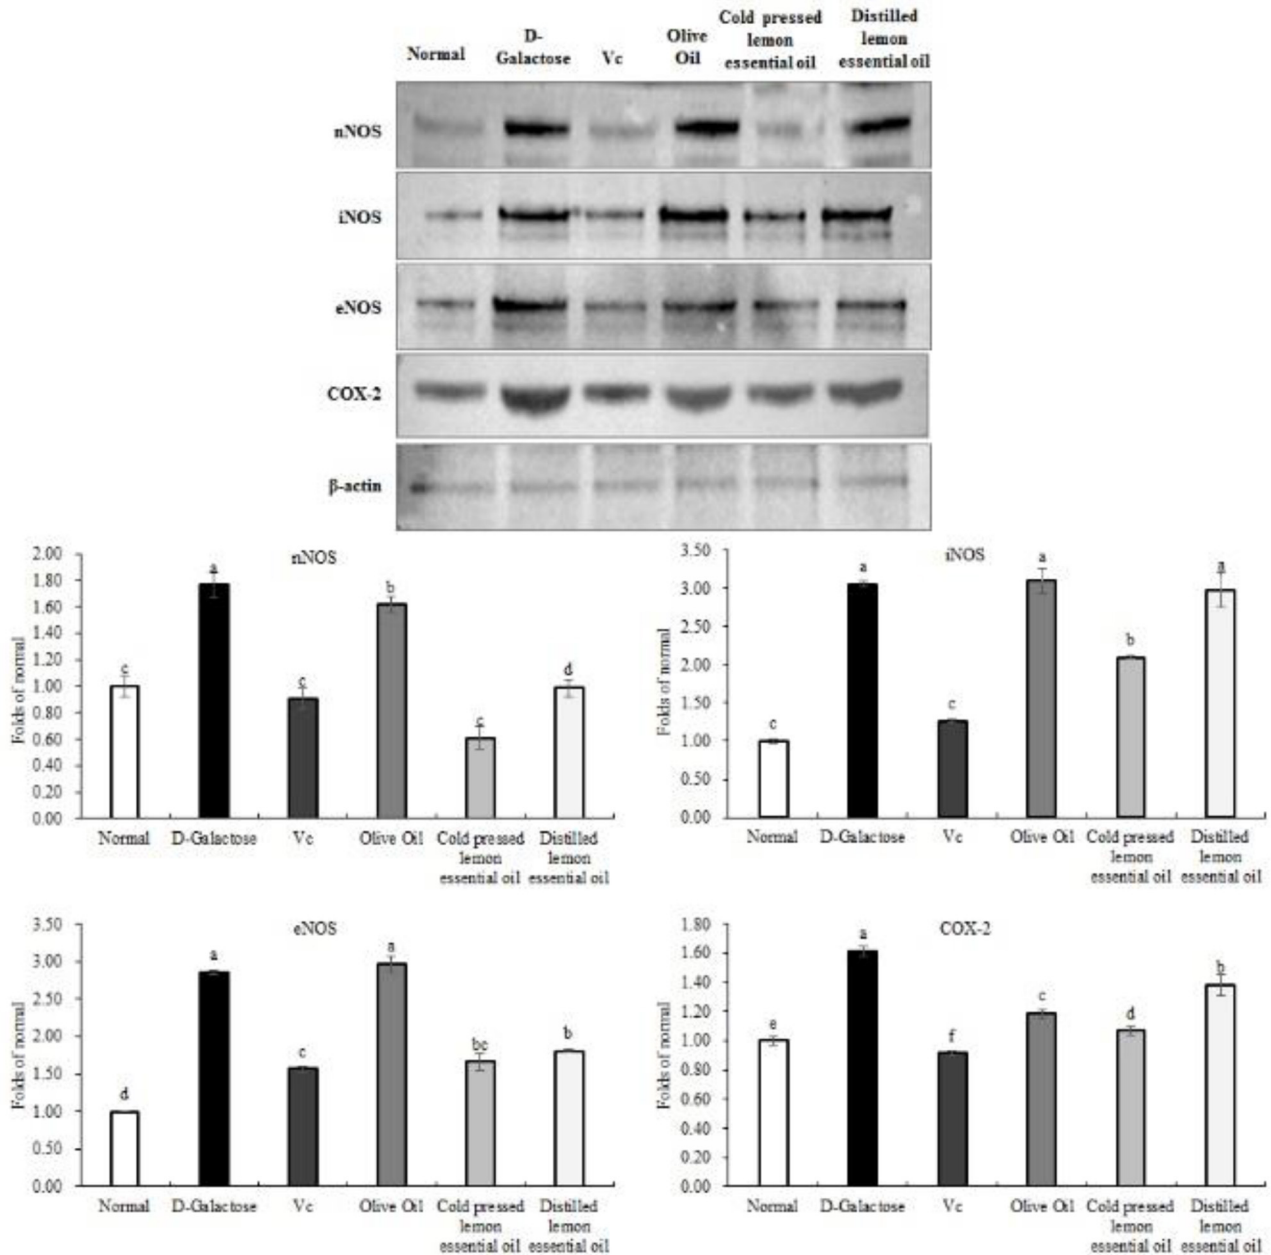 Normal
D-
Galactose
Vc
Olive
Oil
Cold pressed
lemon
essential oil
Distilled
lemon
essential oil
nNOS
iNOS
eNOS
COX-2
β-actin
nNOS
Folds of normal
2.00
1.80
1.60
1.40
1.20
1.00
0.80
0.60
0.40
0.20
0.00
c
a
c
b
c
d
Normal
D-Galactose
Vc
Olive Oil
Cold pressed
lemon
essential oil
Distilled
lemon
essential oil
iNOS
Folds of normal
3.50
3.00
2.50
2.00
1.50
1.00
0.50
0.00
c
a
c
a
b
a
Normal
D-Galactose
Vc
Olive Oil
Cold pressed
lemon
essential oil
Distilled
lemon
essential oil
eNOS
Folds of normal
3.50
3.00
2.50
2.00
1.50
1.00
0.50
0.00
d
a
c
a
bc
b
Normal
D-Galactose
Vc
Olive Oil
Cold pressed
lemon
essential oil
Distilled
lemon
essential oil
COX-2
Folds of normal
1.80
1.60
1.40
1.20
1.00
0.80
0.60
0.40
0.20
0.00
e
a
f
c
d
b
Normal
D-Galactose
Vc
Olive Oil
Cold pressed
lemon
essential oil
Distilled
lemon
essential oil